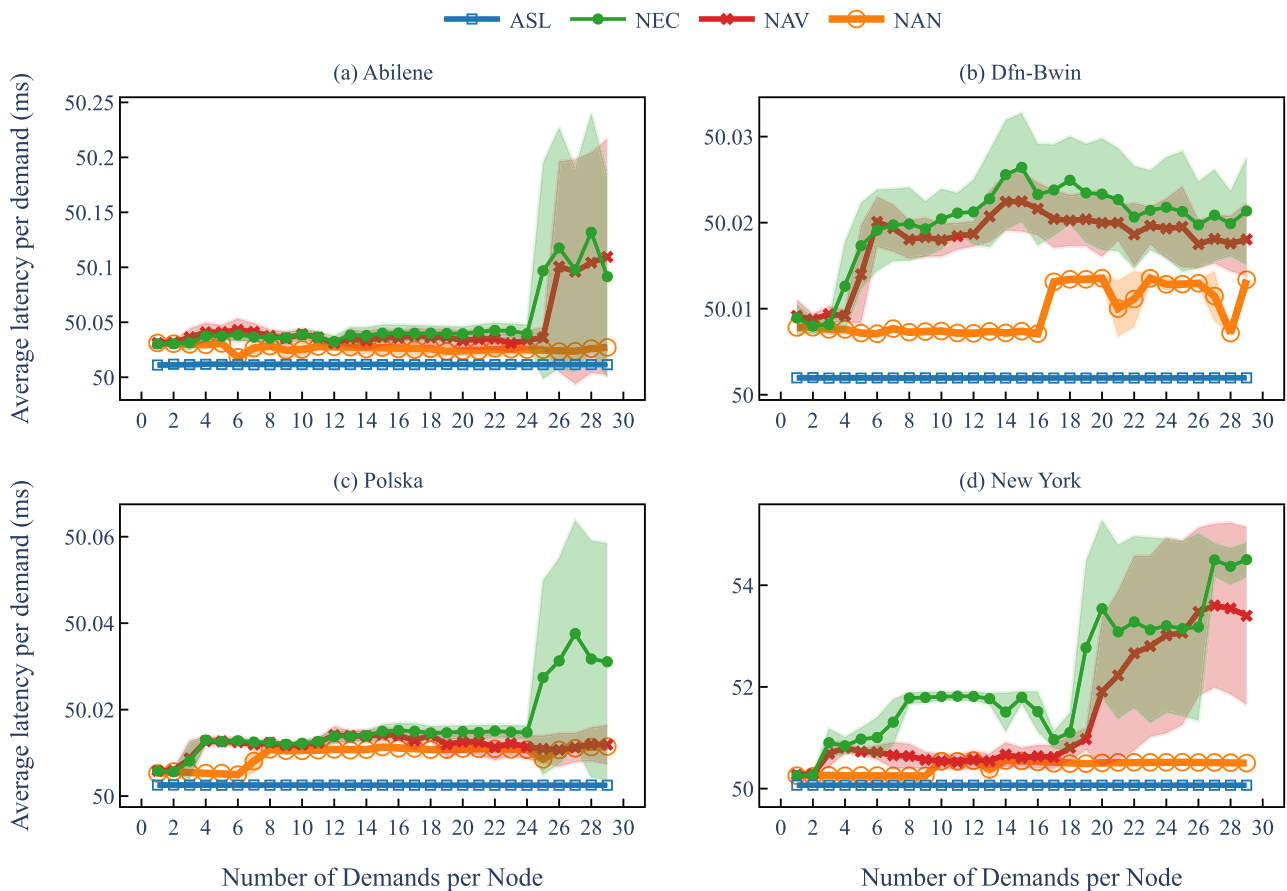 ASL NEC NAV NAN
(a) Abilene
(b) Dfn-Bwin
Average latency per demand (ms)
50.25
50.2
50.15
50.1
50.05
50
0 2 4 6 8 10 12 14 16 18 20 22 24 26 28 30
50.03
50.02
50.01
50
0 2 4 6 8 10 12 14 16 18 20 22 24 26 28 30
(c) Polska
(d) New York
Average latency per demand (ms)
50.06
50.04
50.02
50
0 2 4 6 8 10 12 14 16 18 20 22 24 26 28 30
Number of Demands per Node
54
52
50
0 2 4 6 8 10 12 14 16 18 20 22 24 26 28 30
Number of Demands per Node